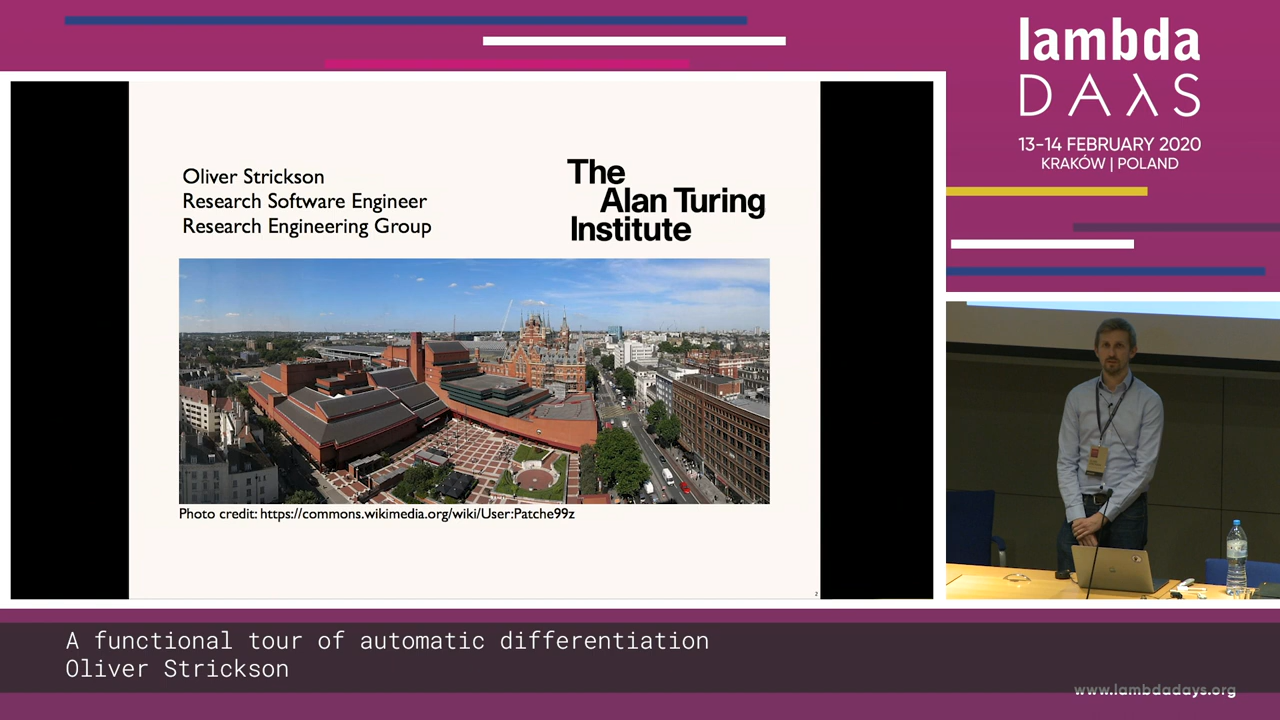 lambda
DAλS
13-14 FEBRUARY 2020
KRAKÓW | POLAND
Oliver Strickson
Research Software Engineer
Research Engineering Group
The
Alan Turing
Institute
Photo credit: https://commons.wikimedia.org/wiki/User:Patche99z
2
A functional tour of automatic differentiation
Oliver Strickson
www.lambdadays.org